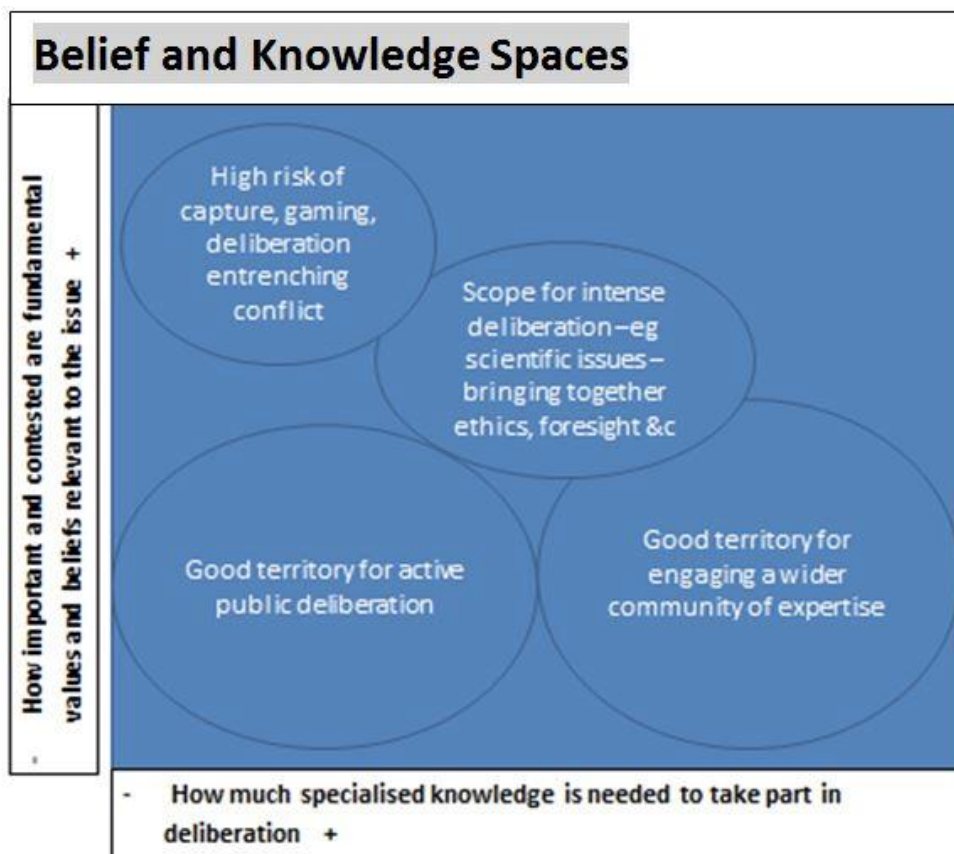 Belief and Knowledge Spaces
How important and contested are fundamental
- values and beliefs relevant to the issue +
High risk of
capture, gaming,
deliberation
entrenching
conflict
Scope for intense
deliberation – eg
scientific issues –
bringing together
ethics, foresight &c
Good territory for active
public deliberation
Good territory for
engaging a wider
community of expertise
- How much specialised knowledge is needed to take part in
deliberation +